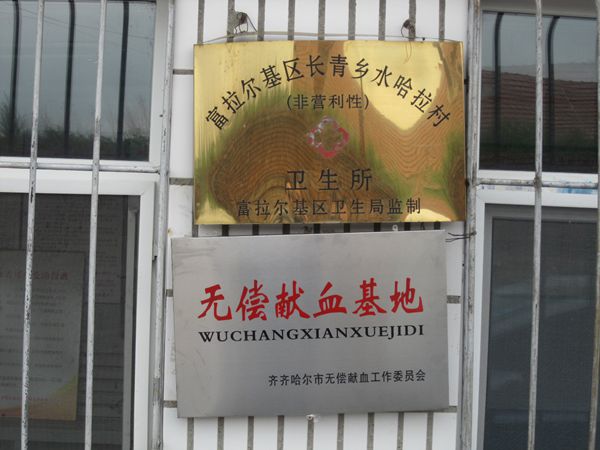 富拉尔基区长青乡水哈拉村
(非营利性)
卫生所
富拉尔基区卫生局监制
无偿献血基地
WUCHANGXIANXUEJIDI
齐齐哈尔市无偿献血工作委员会